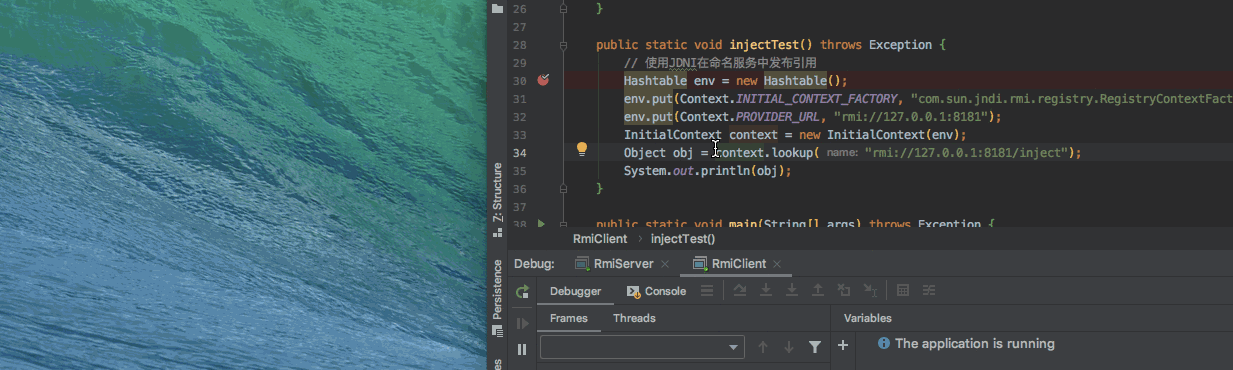 26 }
27
28 public static void injectTest() throws Exception {
29 // 使用JDNI在命名服务中发布引用
30 Hashtable env = new Hashtable();
31 env.put(Context.INITIAL_CONTEXT_FACTORY, "com.sun.jndi.rmi.registry.RegistryContextFact
32 env.put(Context.PROVIDER_URL, "rmi://127.0.0.1:8181");
33 InitialContext context = new InitialContext(env);
34 Object obj = context.lookup( name: "rmi://127.0.0.1:8181/inject");
35 System.out.println(obj);
36 }
37
38 public static void main(String[] args) throws Exception {
RmiClient › injectTest()
Z: Structure
Persistence
es
Debug: RmiServer × RmiClient ×
Debugger Console
Frames Threads Variables
The application is running